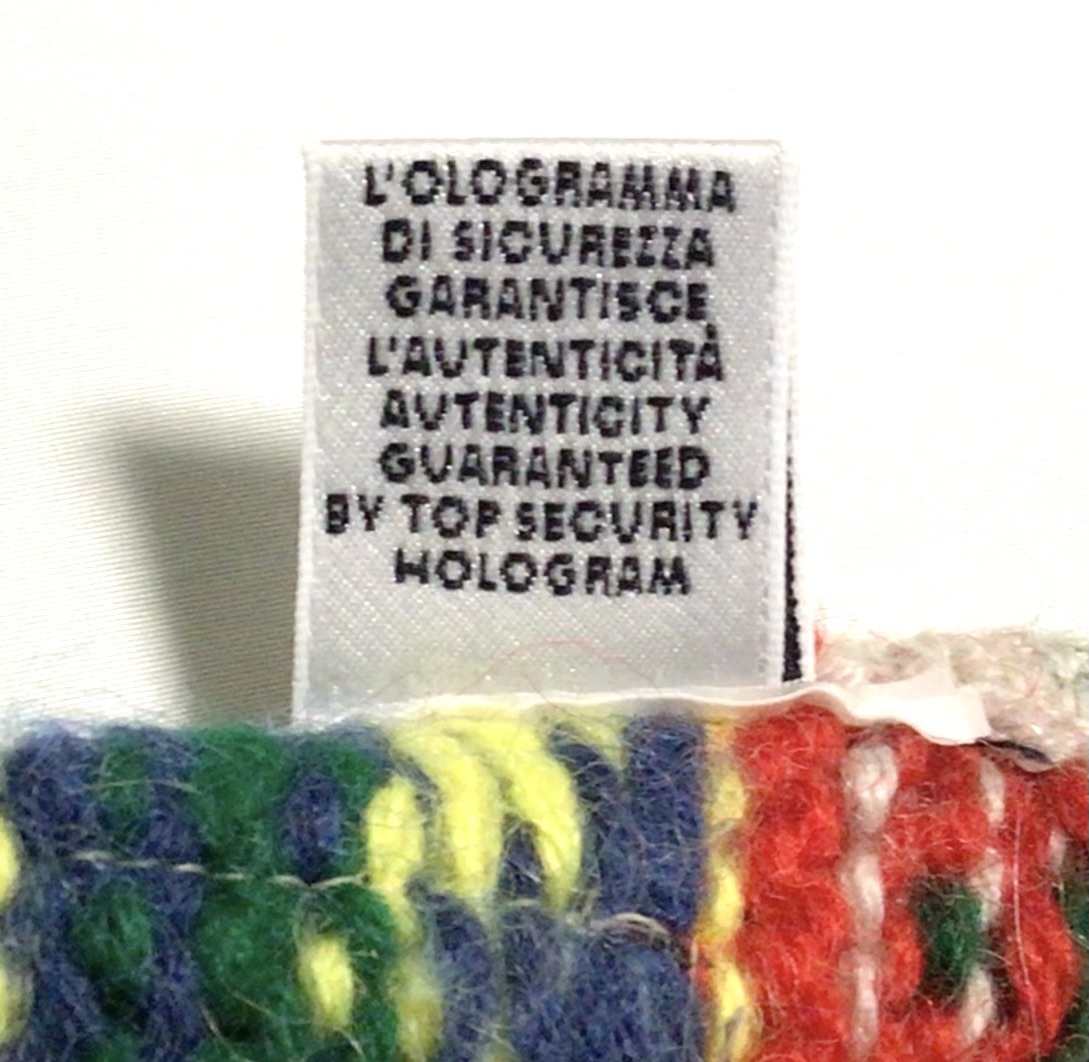 L'OLOGRAMMA
DI SICUREZZA
GARANTISCE
L'AUTENTICITÀ
AUTENTICITY
GUARANTEED
BY TOP SECURITY
HOLOGRAM